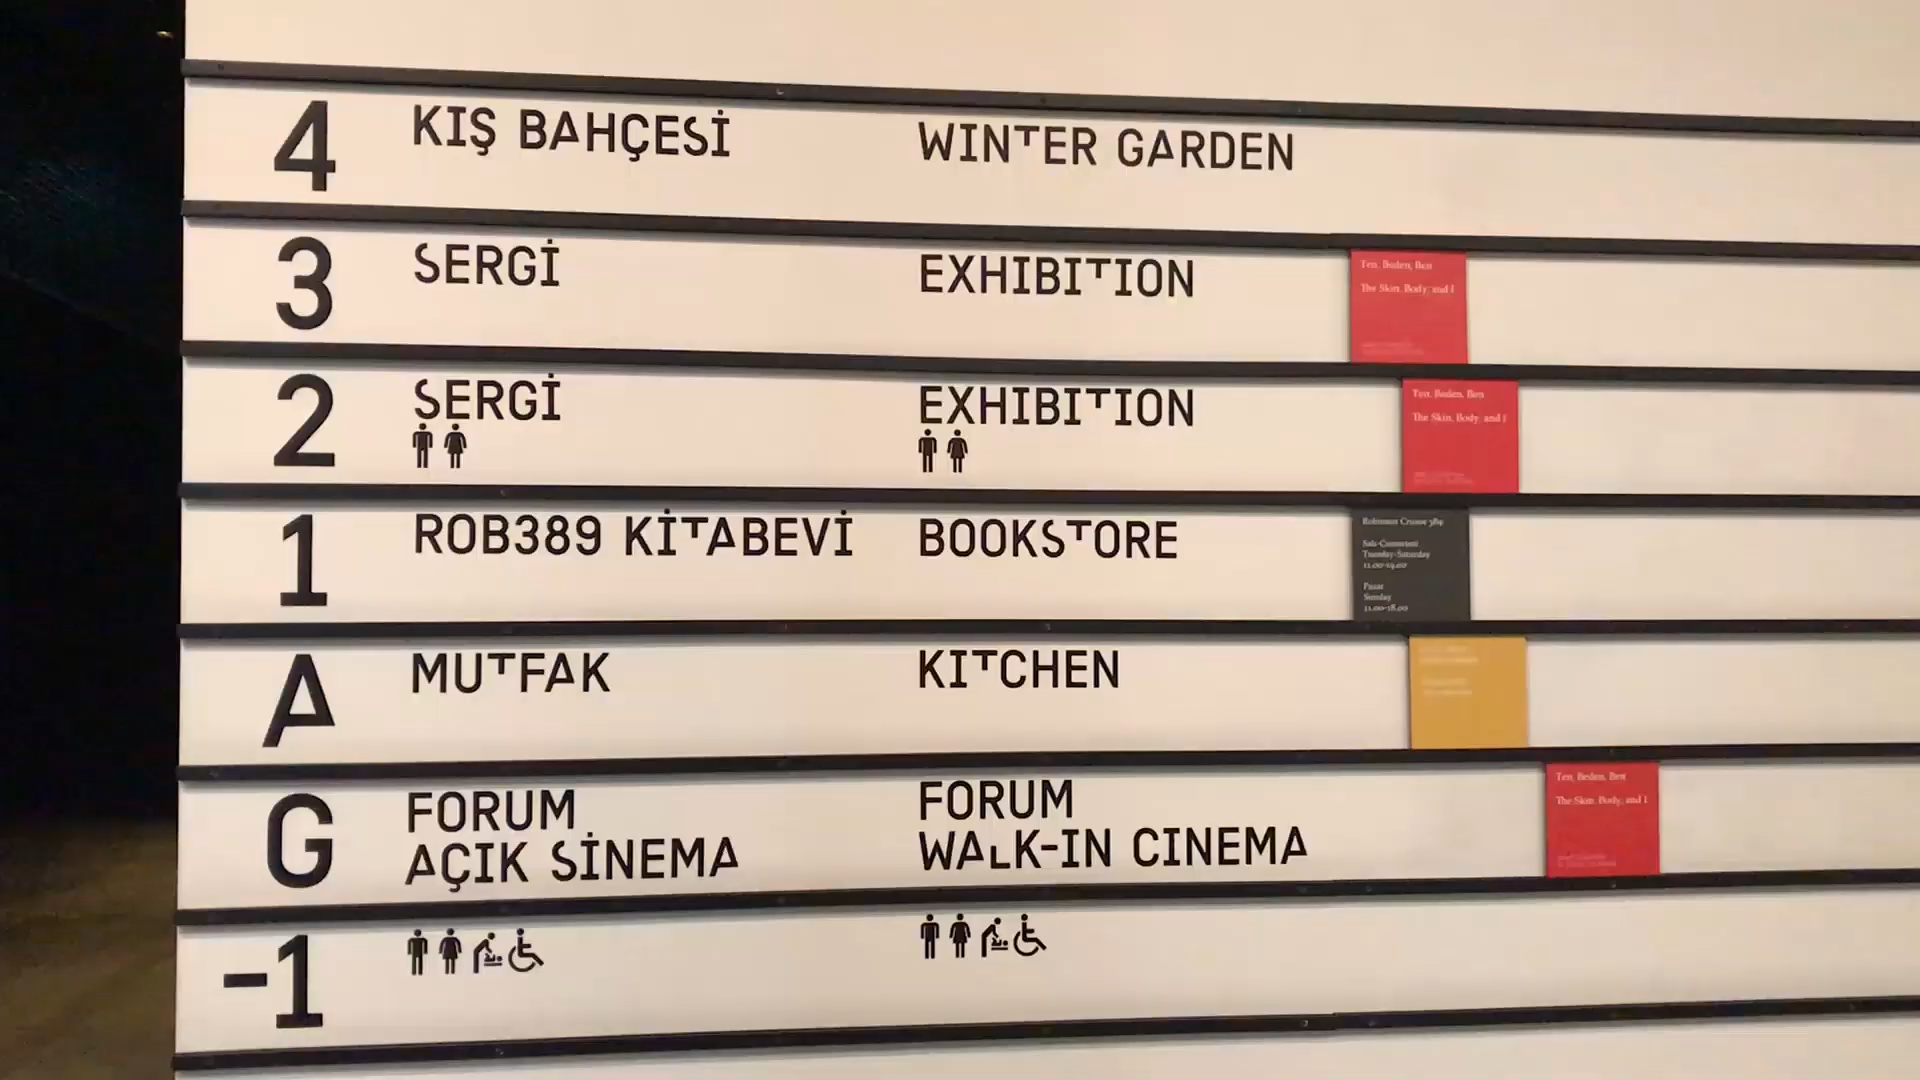 4 KIŞ BAHÇESİ WINTER GARDEN
3 SERGİ EXHIBITION
Ten, Beden, Ben
The Skin, Body, and I
2 SERGİ EXHIBITION
Ten, Beden, Ben
The Skin, Body, and I
1 ROB389 KİTABEVİ BOOKSTORE
Robinson Crusoe 389
Salı-Cumartesi
Tuesday-Saturday
11.00-19.00
Pazar
Sunday
11.00-18.00
A MUTFAK KITCHEN
G FORUM FORUM
AÇIK SİNEMA WALK-IN CINEMA
Ten, Beden, Ben
The Skin, Body, and I
-1